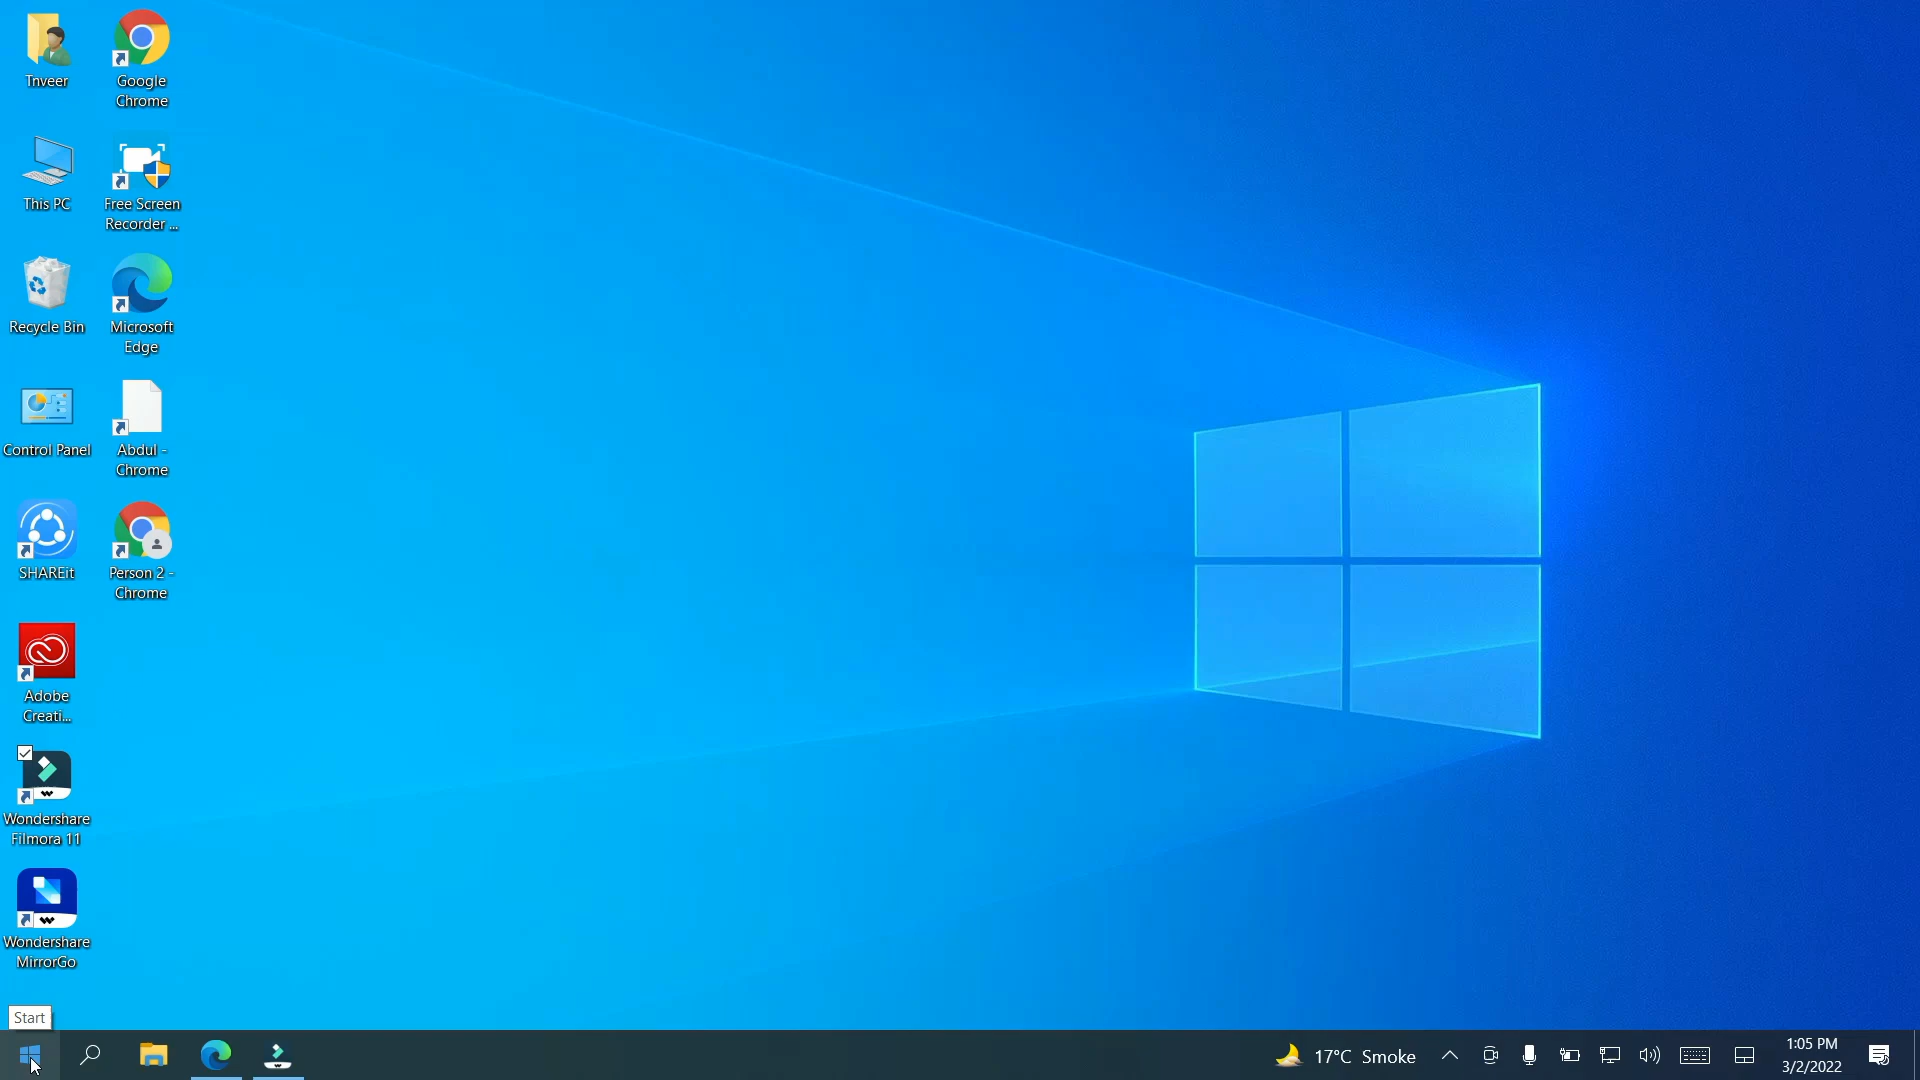 Tnveer
Google
Chrome
This PC
Free Screen
Recorder ...
Recycle Bin
Microsoft
Edge
Control Panel
Abdul -
Chrome
SHAREit
Person 2 -
Chrome
Adobe
Creati...
Wondershare
Filmora 11
Wondershare
MirrorGo
Start
17°C Smoke
1:05 PM
3/2/2022